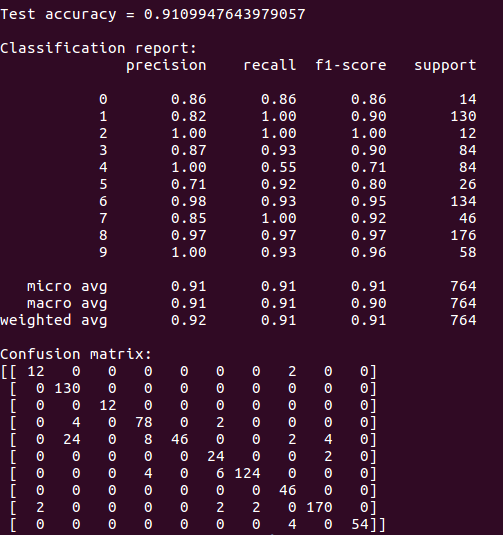 Test accuracy = 0.9109947643979057
Classification report:
precision recall f1-score support
0 0.86 0.86 0.86 14
1 0.82 1.00 0.90 130
2 1.00 1.00 1.00 12
3 0.87 0.93 0.90 84
4 1.00 0.55 0.71 84
5 0.71 0.92 0.80 26
6 0.98 0.93 0.95 134
7 0.85 1.00 0.92 46
8 0.97 0.97 0.97 176
9 1.00 0.93 0.96 58
micro avg 0.91 0.91 0.91 764
macro avg 0.91 0.91 0.90 764
weighted avg 0.92 0.91 0.91 764
Confusion matrix:
[[ 12 0 0 0 0 0 0 2 0 0]
[ 0 130 0 0 0 0 0 0 0 0]
[ 0 0 12 0 0 0 0 0 0 0]
[ 0 4 0 78 0 2 0 0 0 0]
[ 0 24 0 8 46 0 0 2 4 0]
[ 0 0 0 0 0 24 0 0 2 0]
[ 0 0 0 4 0 6 124 0 0 0]
[ 0 0 0 0 0 0 0 46 0 0]
[ 2 0 0 0 0 2 2 0 170 0]
[ 0 0 0 0 0 0 0 4 0 54]]